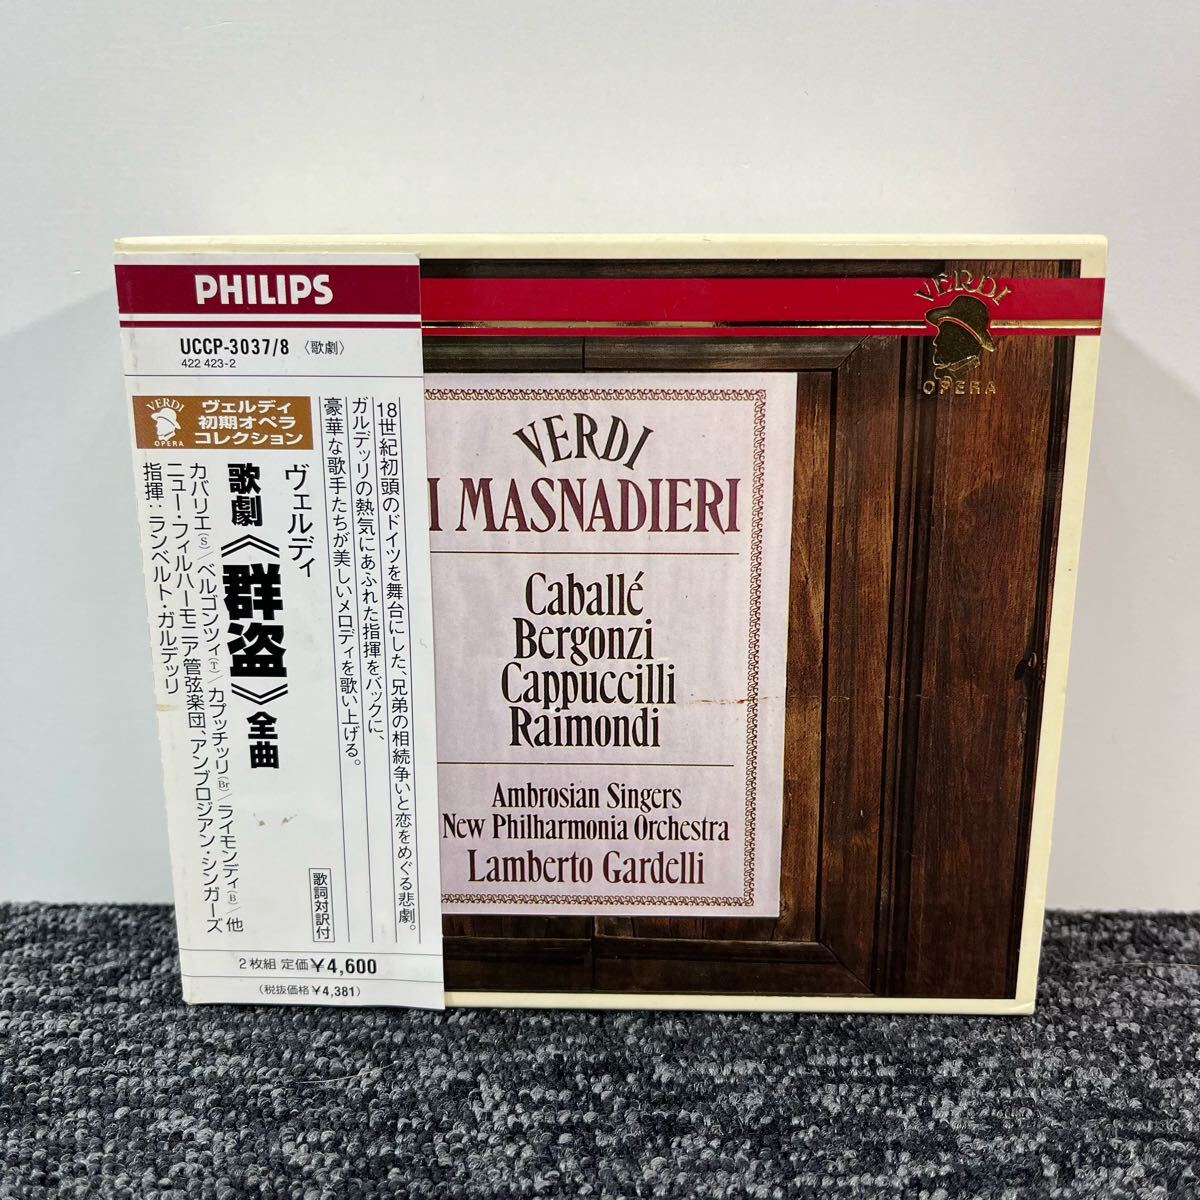 PHILIPS
UCCP-3037/8 〈歌劇〉
422 423-2
VERDI
OPERA
ヴェルディ
初期オペラ
コレクション
18世紀初頭のドイツを舞台にした、兄弟の相続争いと恋をめぐる悲劇。
ガルデッリの熱気にあふれた指揮をバックに、
豪華な歌手たちが美しいメロディを歌い上げる。
ヴェルディ
歌劇《群盗》全曲
カバリエ(S)/ベルゴンツィ(T)/カプッチッリ(Br)/ライモンディ(B)/他
ニュー・フィルハーモニア管弦楽団、アンブロジアン・シンガーズ
指揮:ランベルト・ガルデッリ
歌詞対訳付
2枚組 定価¥4,600
(税抜価格¥4,381)
VERDI
OPERA
VERDI
I MASNADIERI
Caballé
Bergonzi
Cappuccilli
Raimondi
Ambrosian Singers
New Philharmonia Orchestra
Lamberto Gardelli